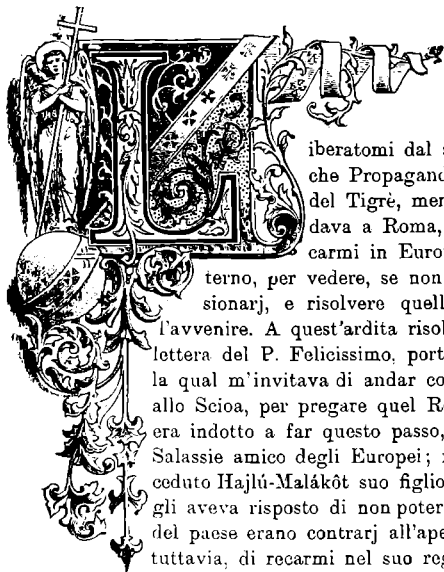 Liberatomi dal s
che Propagand
del Tigrè, men
dava a Roma,
carmi in Euro
terno, per vedere, se non
sionarj, e risolvere quell
l'avvenire. A quest'ardita risol
lettera del P. Felicissimo, port
la qual m'invitava di andar co
allo Scioa, per pregare quel R
era indotto a far questo passo,
Salassie amico degli Europei;
ceduto Hajlú-Malákôt suo figlio
gli aveva risposto di non poter
del paese erano contrarj all'ape
tuttavia, di recarmi nel suo reg